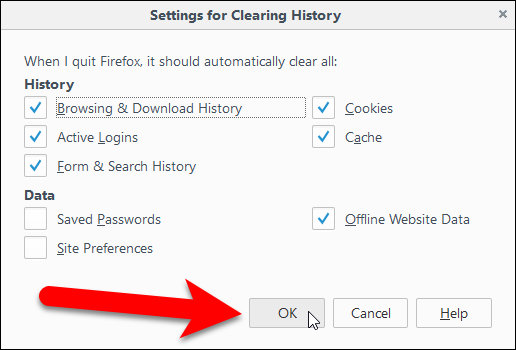 Settings for Clearing History
When I quit Firefox, it should automatically clear all:
History
Browsing & Download History
Cookies
Active Logins
Cache
Form & Search History
Data
Saved Passwords
Offline Website Data
Site Preferences
OK
Cancel
Help